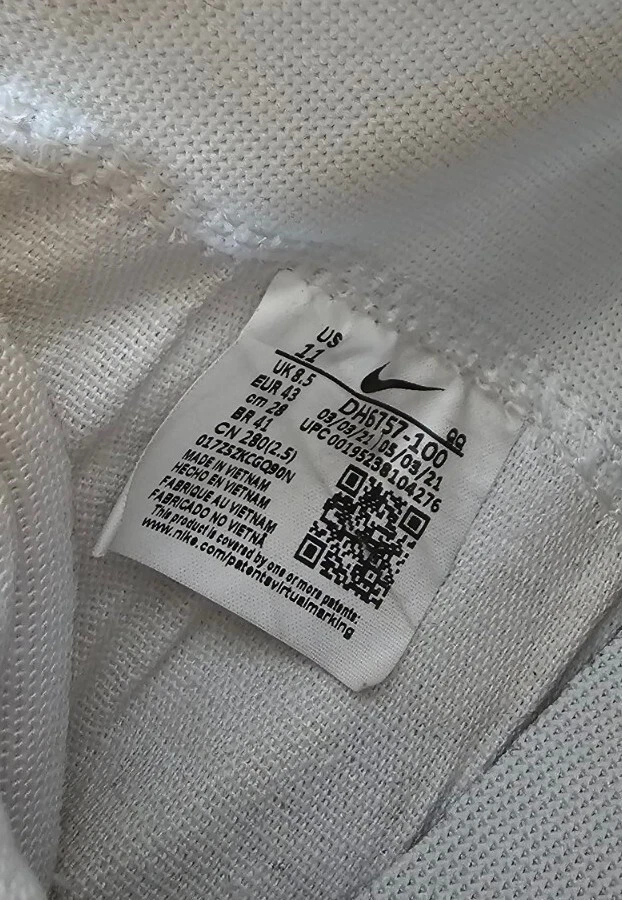 US
11
UK 8.5
EUR 43
cm 28
BR 41
CN 280(2.5)
017Z5ZKCGQ90N
MADE IN VIETNAM
HECHO EN VIETNAM
FABRIQUE AU VIETNAM
FABRICADO NO VIETNÃ
This product is covered by one or more patents:
www.nike.com/patentsvirtualmarking
DH6757-100
03/03/21 05/03/21
UPC 00195238104276